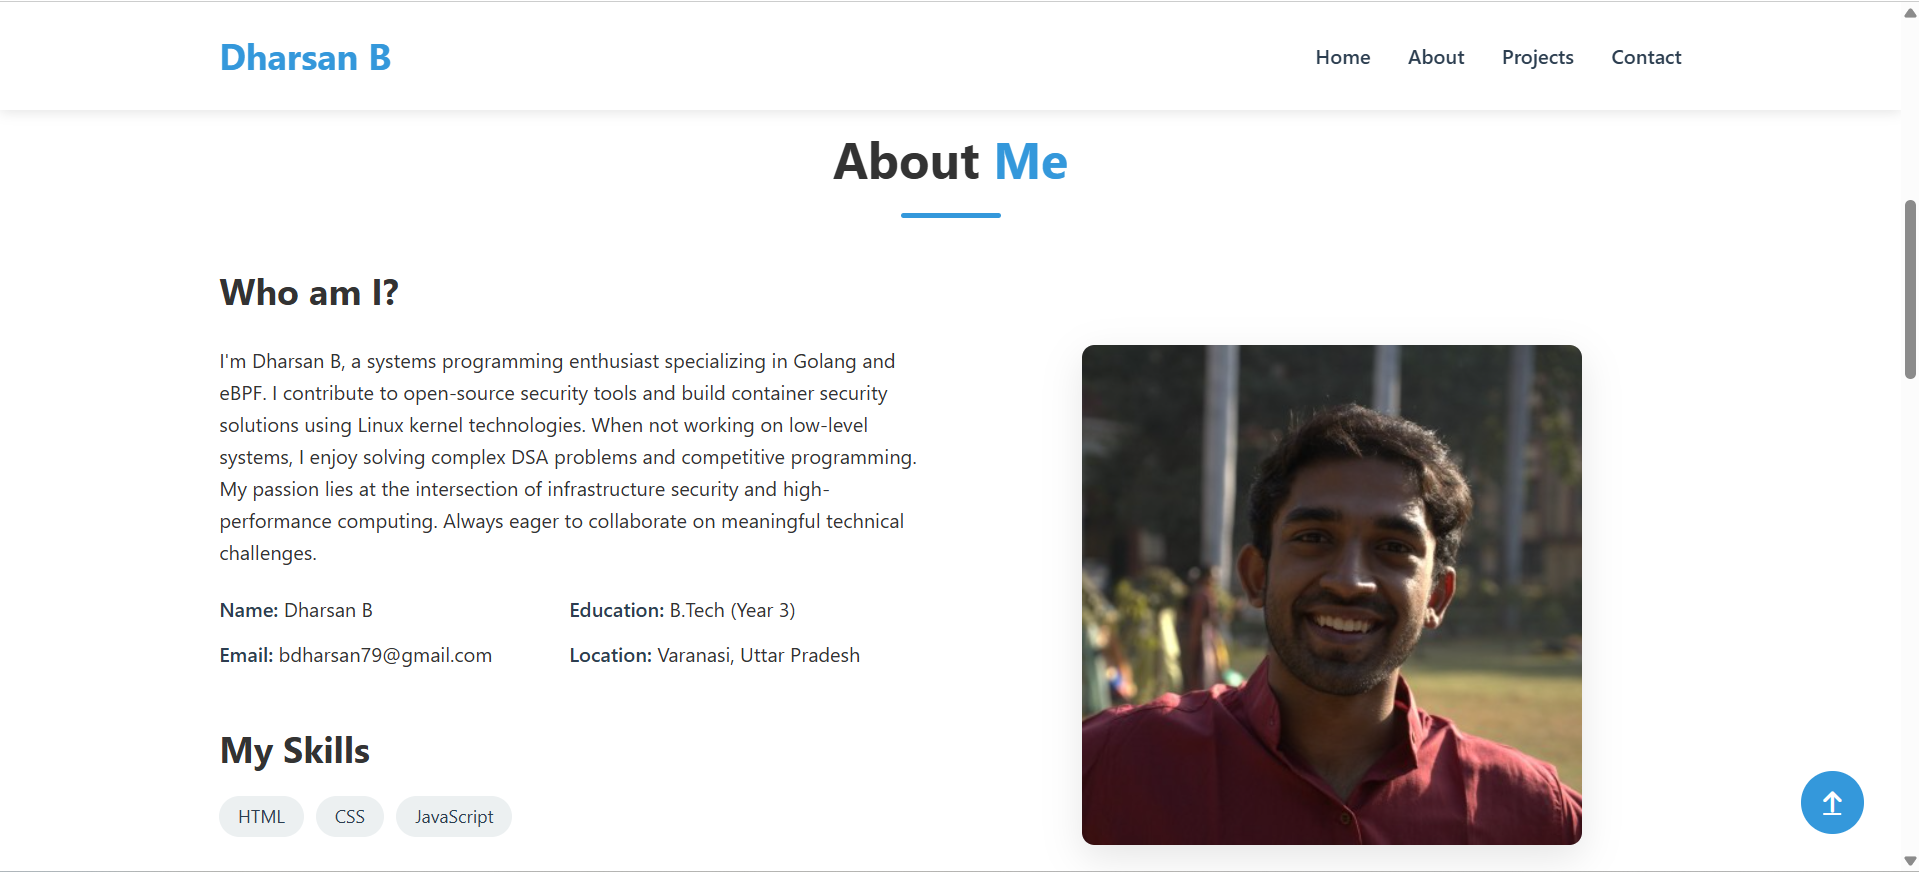 Dharsan B
Home About Projects Contact
About Me
Who am I?
I'm Dharsan B, a systems programming enthusiast specializing in Golang and
eBPF. I contribute to open-source security tools and build container security
solutions using Linux kernel technologies. When not working on low-level
systems, I enjoy solving complex DSA problems and competitive programming.
My passion lies at the intersection of infrastructure security and high-
performance computing. Always eager to collaborate on meaningful technical
challenges.
Name: Dharsan B Education: B.Tech (Year 3)
Email: bdharsan79@gmail.com Location: Varanasi, Uttar Pradesh
My Skills
HTML CSS JavaScript